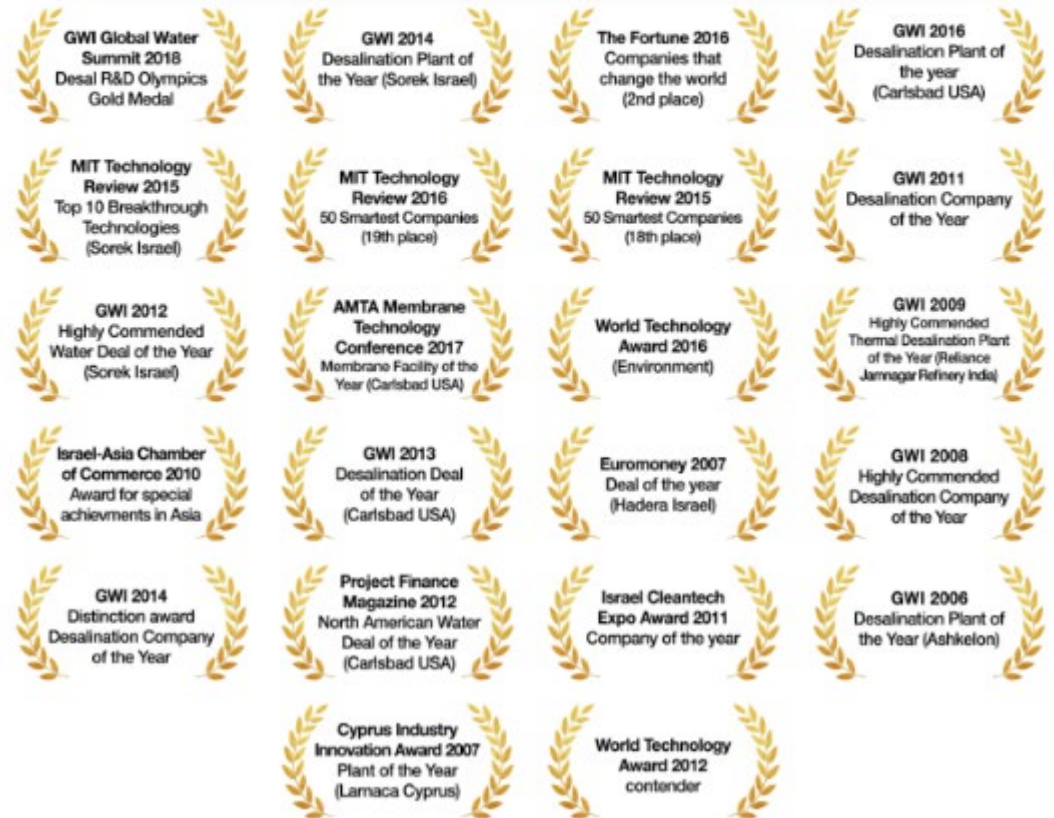 GWI Global Water
Summit 2018
Desal R&D Olympics
Gold Medal
GWI 2014
Desalination Plant of
the Year (Sorek Israel)
The Fortune 2016
Companies that
change the world
(2nd place)
GWI 2016
Desalination Plant of
the year
(Carlsbad USA)
MIT Technology
Review 2015
Top 10 Breakthrough
Technologies
(Sorek Israel)
MIT Technology
Review 2016
50 Smartest Companies
(19th place)
MIT Technology
Review 2015
50 Smartest Companies
(18th place)
GWI 2011
Desalination Company
of the Year
GWI 2012
Highly Commended
Water Deal of the Year
(Sorek Israel)
AMTA Membrane
Technology
Conference 2017
Membrane Facility of the
Year (Carlsbad USA)
World Technology
Award 2016
(Environment)
GWI 2009
Highly Commended
Thermal Desalination Plant
of the Year (Reliance
Jamnagar Refinery India)
Israel-Asia Chamber
of Commerce 2010
Award for special
achievments in Asia
GWI 2013
Desalination Deal
of the Year
(Carlsbad USA)
Euromoney 2007
Deal of the year
(Hadera Israel)
GWI 2008
Highly Commended
Desalination Company
of the Year
GWI 2014
Distinction award
Desalination Company
of the Year
Project Finance
Magazine 2012
North American Water
Deal of the Year
(Carlsbad USA)
Israel Cleantech
Expo Award 2011
Company of the year
GWI 2006
Desalination Plant of
the Year (Ashkelon)
Cyprus Industry
Innovation Award 2007
Plant of the Year
(Larnaca Cyprus)
World Technology
Award 2012
contender